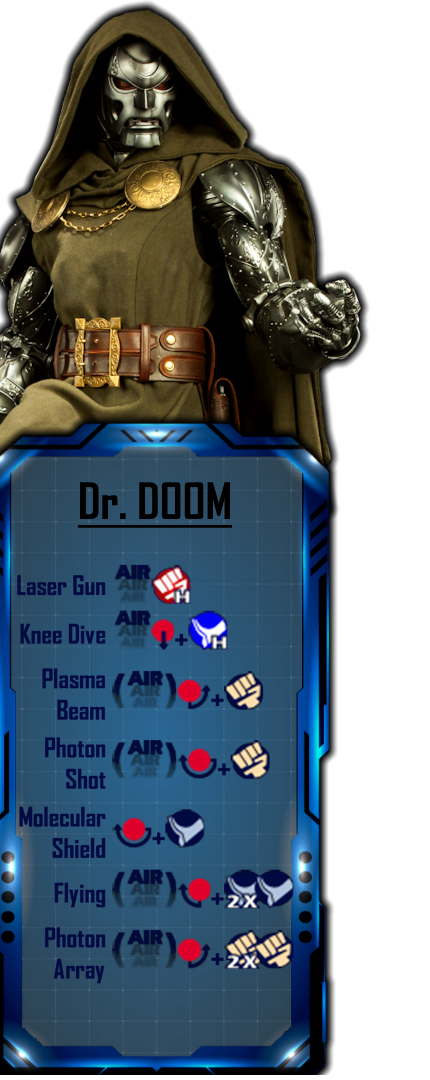 Dr. DOOM
Laser Gun AIR H
Knee Dive AIR + H
Plasma Beam (AIR) +
Photon Shot (AIR) +
Molecular Shield +
Flying (AIR) + 2X
Photon Array (AIR) + 2X